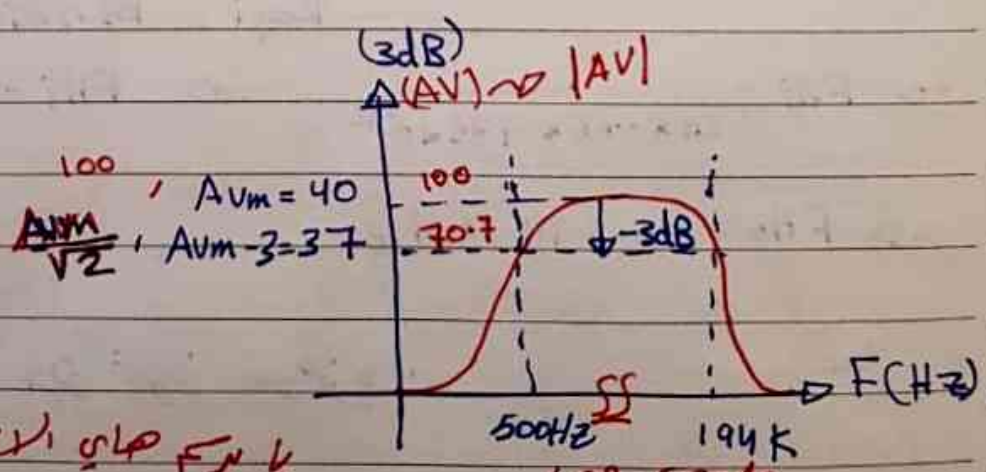 (3dB)
(AV) |AV|
100 , Avm = 40 100
Avm/√2 , Avm-3=37 70.7 -3dB
F(HZ)
500HZ 194K